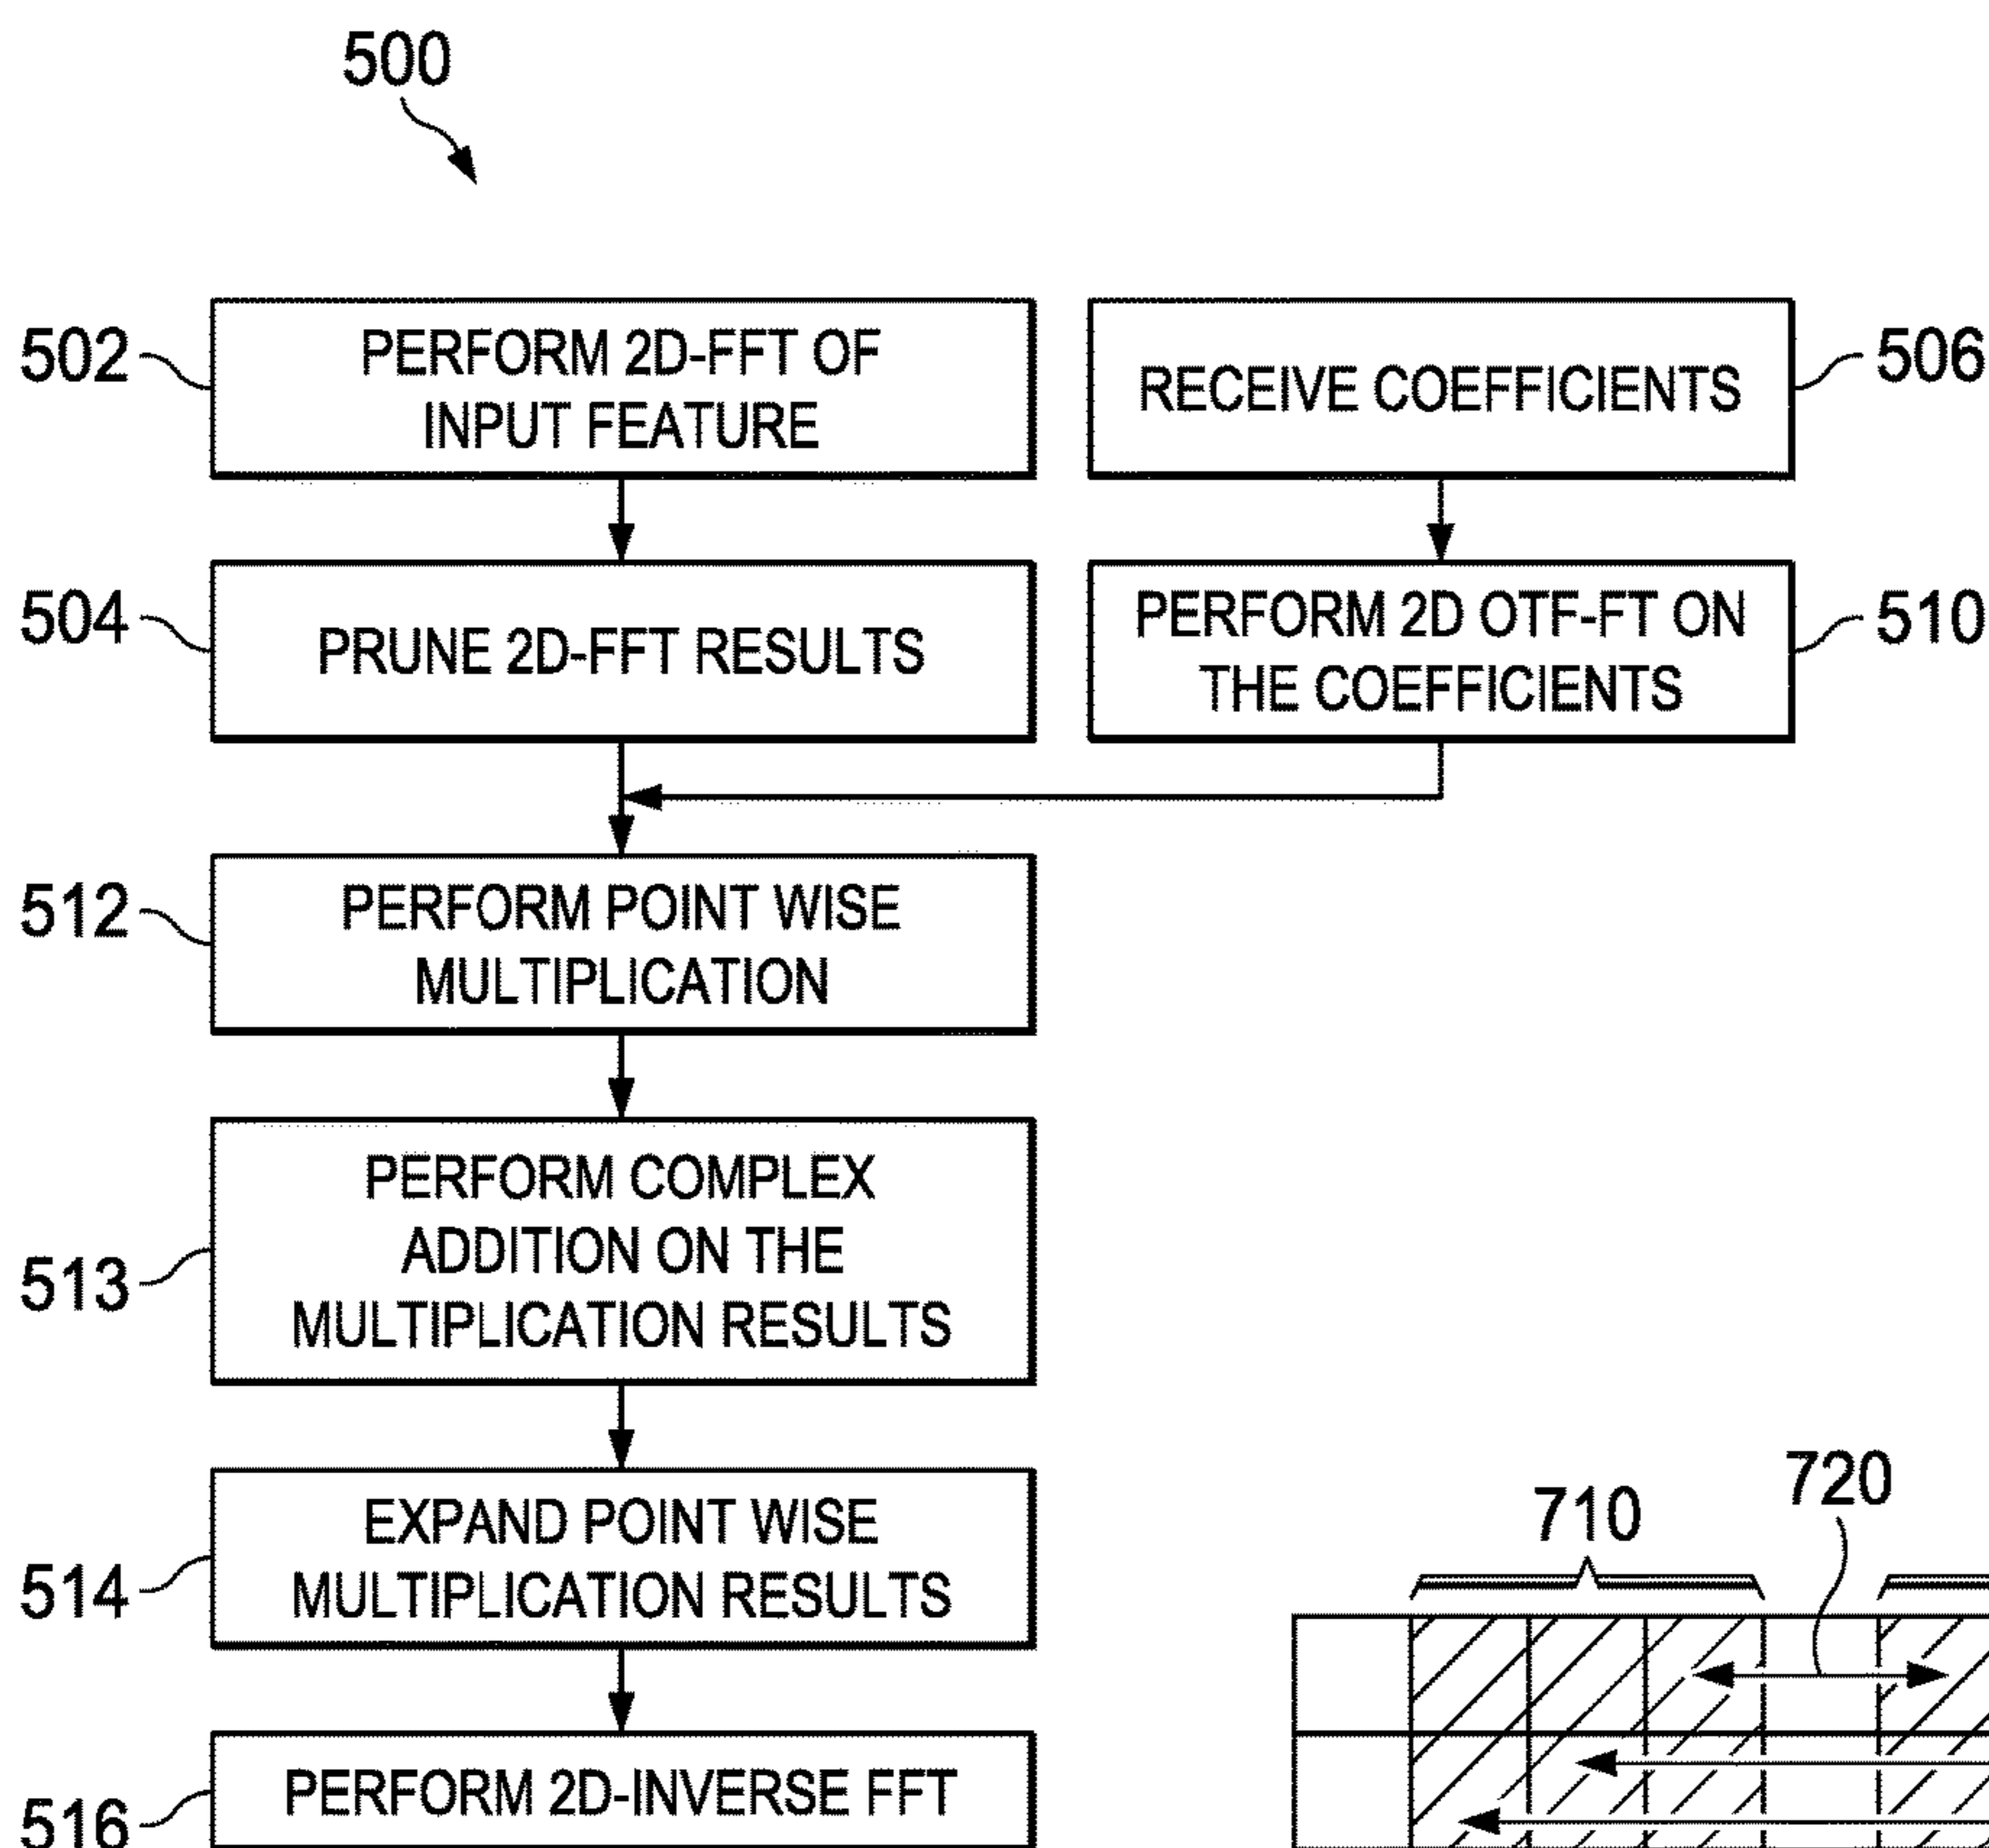 500
502
PERFORM 2D-FFT OF
INPUT FEATURE
RECEIVE COEFFICIENTS
506
504
PRUNE 2D-FFT RESULTS
PERFORM 2D OTF-FT ON
THE COEFFICIENTS
510
512
PERFORM POINT WISE
MULTIPLICATION
513
PERFORM COMPLEX
ADDITION ON THE
MULTIPLICATION RESULTS
514
EXPAND POINT WISE
MULTIPLICATION RESULTS
516
PERFORM 2D-INVERSE FFT
710
720